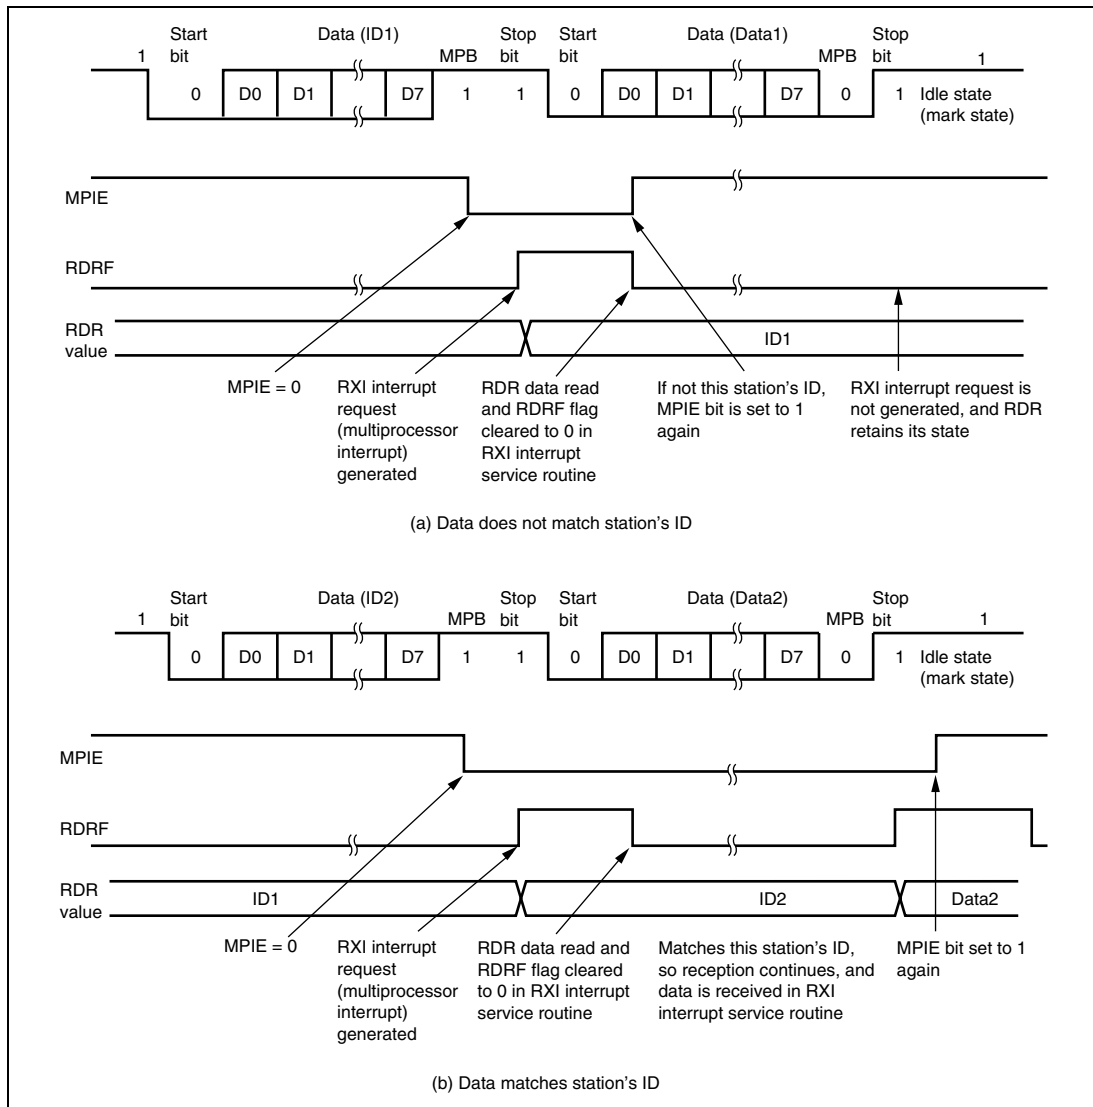 Start Data (ID1) Stop Start Data (Data1) Stop
1 bit MPB bit bit MPB bit 1
0 D0 D1 D7 1 1 0 D0 D1 D7 0 1 Idle state
(mark state)
MPIE
RDRF
RDR
value
ID1
MPIE = 0
RXI interrupt
request
(multiprocessor
interrupt)
generated
RDR data read
and RDRF flag
cleared to 0 in
RXI interrupt
service routine
If not this station's ID,
MPIE bit is set to 1
again
RXI interrupt request is
not generated, and RDR
retains its state
(a) Data does not match station's ID
Start Data (ID2) Stop Start Data (Data2) Stop
1 bit MPB bit bit MPB bit 1
0 D0 D1 D7 1 1 0 D0 D1 D7 0 1 Idle state
(mark state)
MPIE
RDRF
RDR
value
ID1 ID2 Data2
MPIE = 0
RXI interrupt
request
(multiprocessor
interrupt)
generated
RDR data read and
RDRF flag cleared
to 0 in RXI interrupt
service routine
Matches this station's ID,
so reception continues, and
data is received in RXI
interrupt service routine
MPIE bit set to 1
again
(b) Data matches station's ID